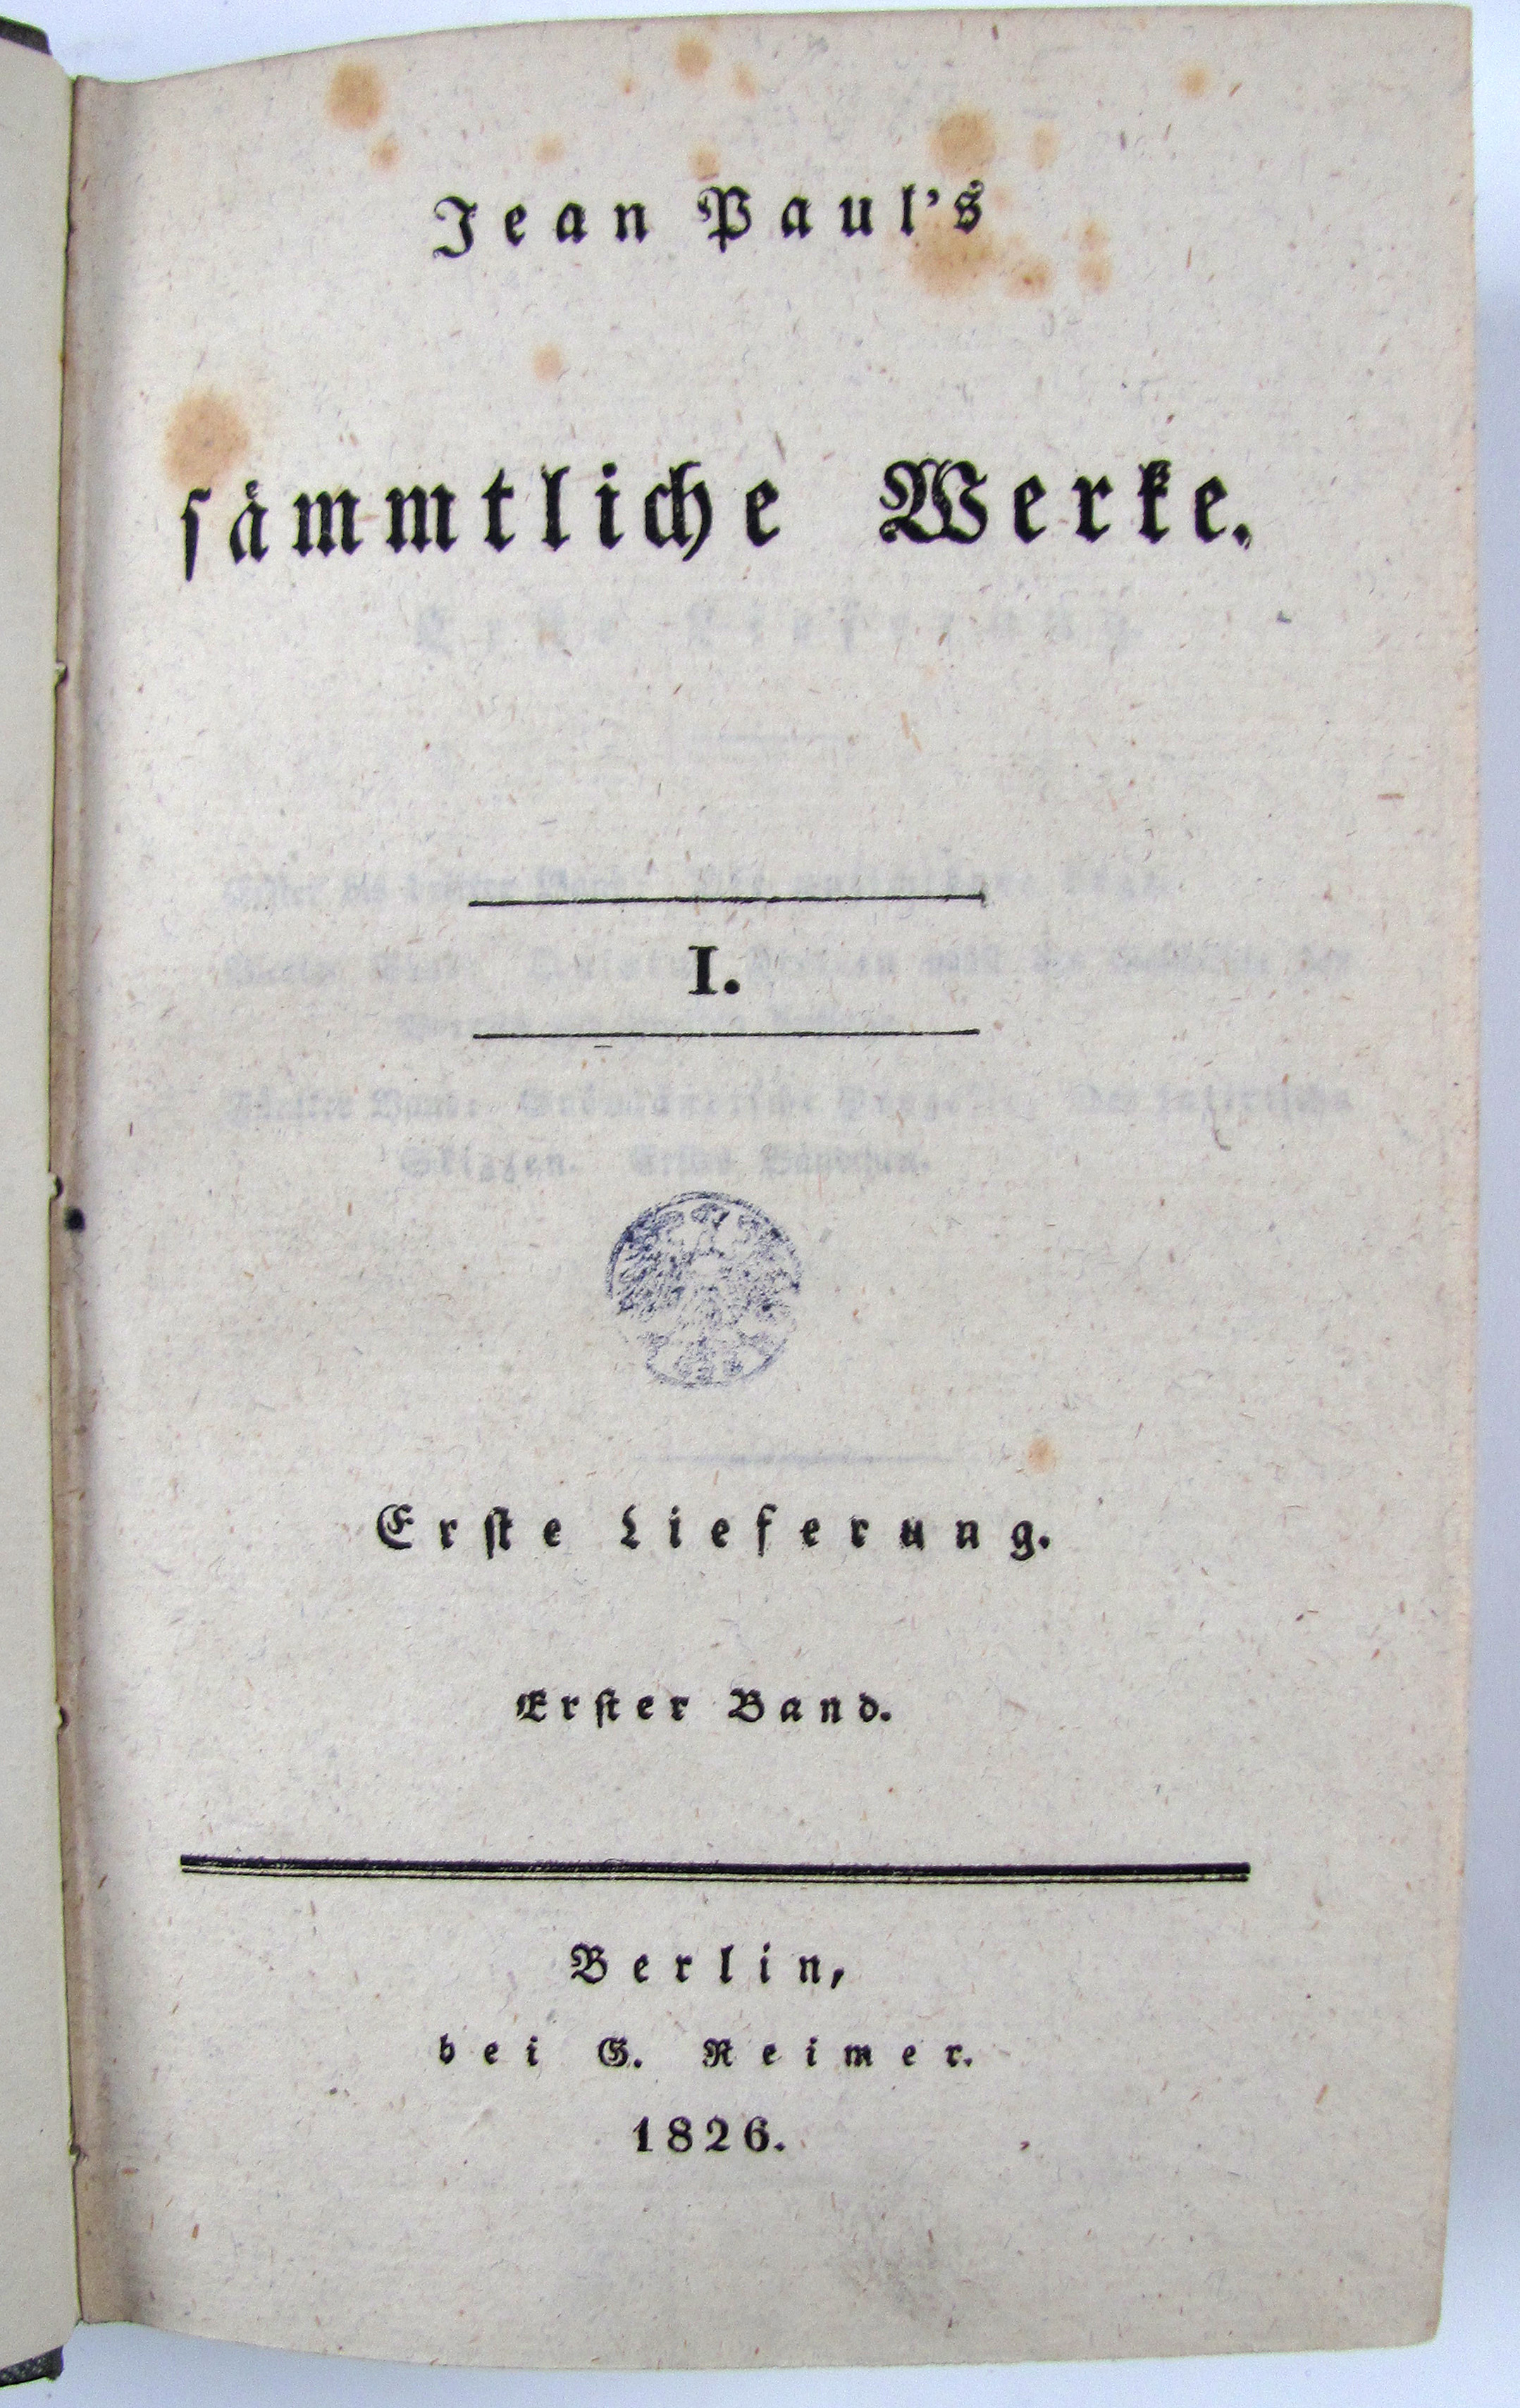 Jean Paul's
sämmtliche Werke.
I.
Erste Lieferung.
Erster Band.
Berlin,
bei G. Reimer.
1826.